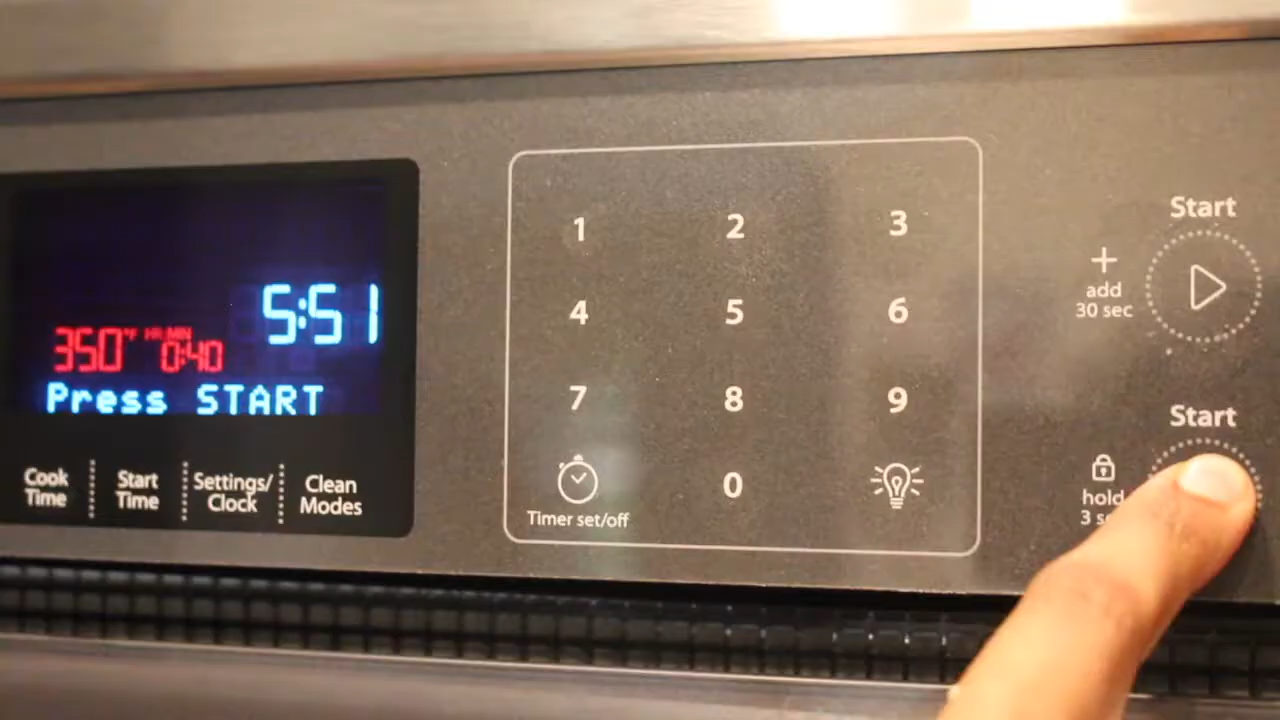 5:51
350°F HR MIN 0:40
Press START
Cook Time
Start Time
Settings/Clock
Clean Modes
1 2 3
4 5 6
7 8 9
0
Timer set/off
Start
+
add
30 sec
Start
hold
3